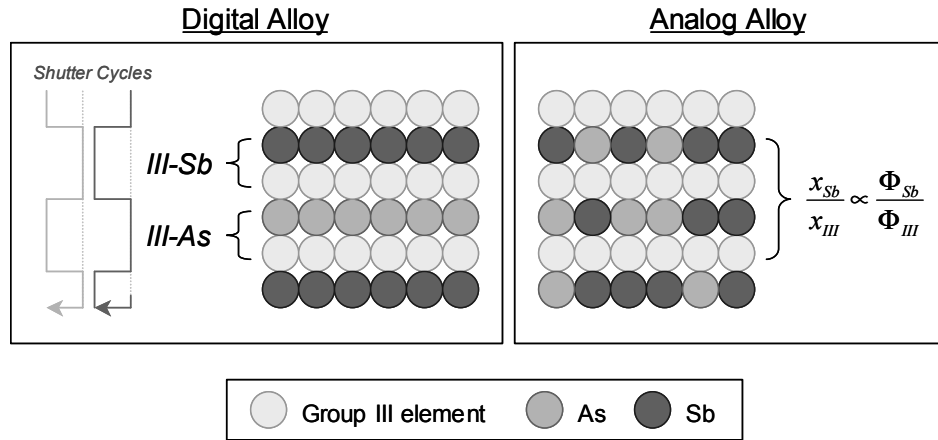 Digital Alloy
Analog Alloy
Shutter Cycles
III-Sb
III-As
x_Sb / x_III ∝ Φ_Sb / Φ_III
Group III element
As
Sb